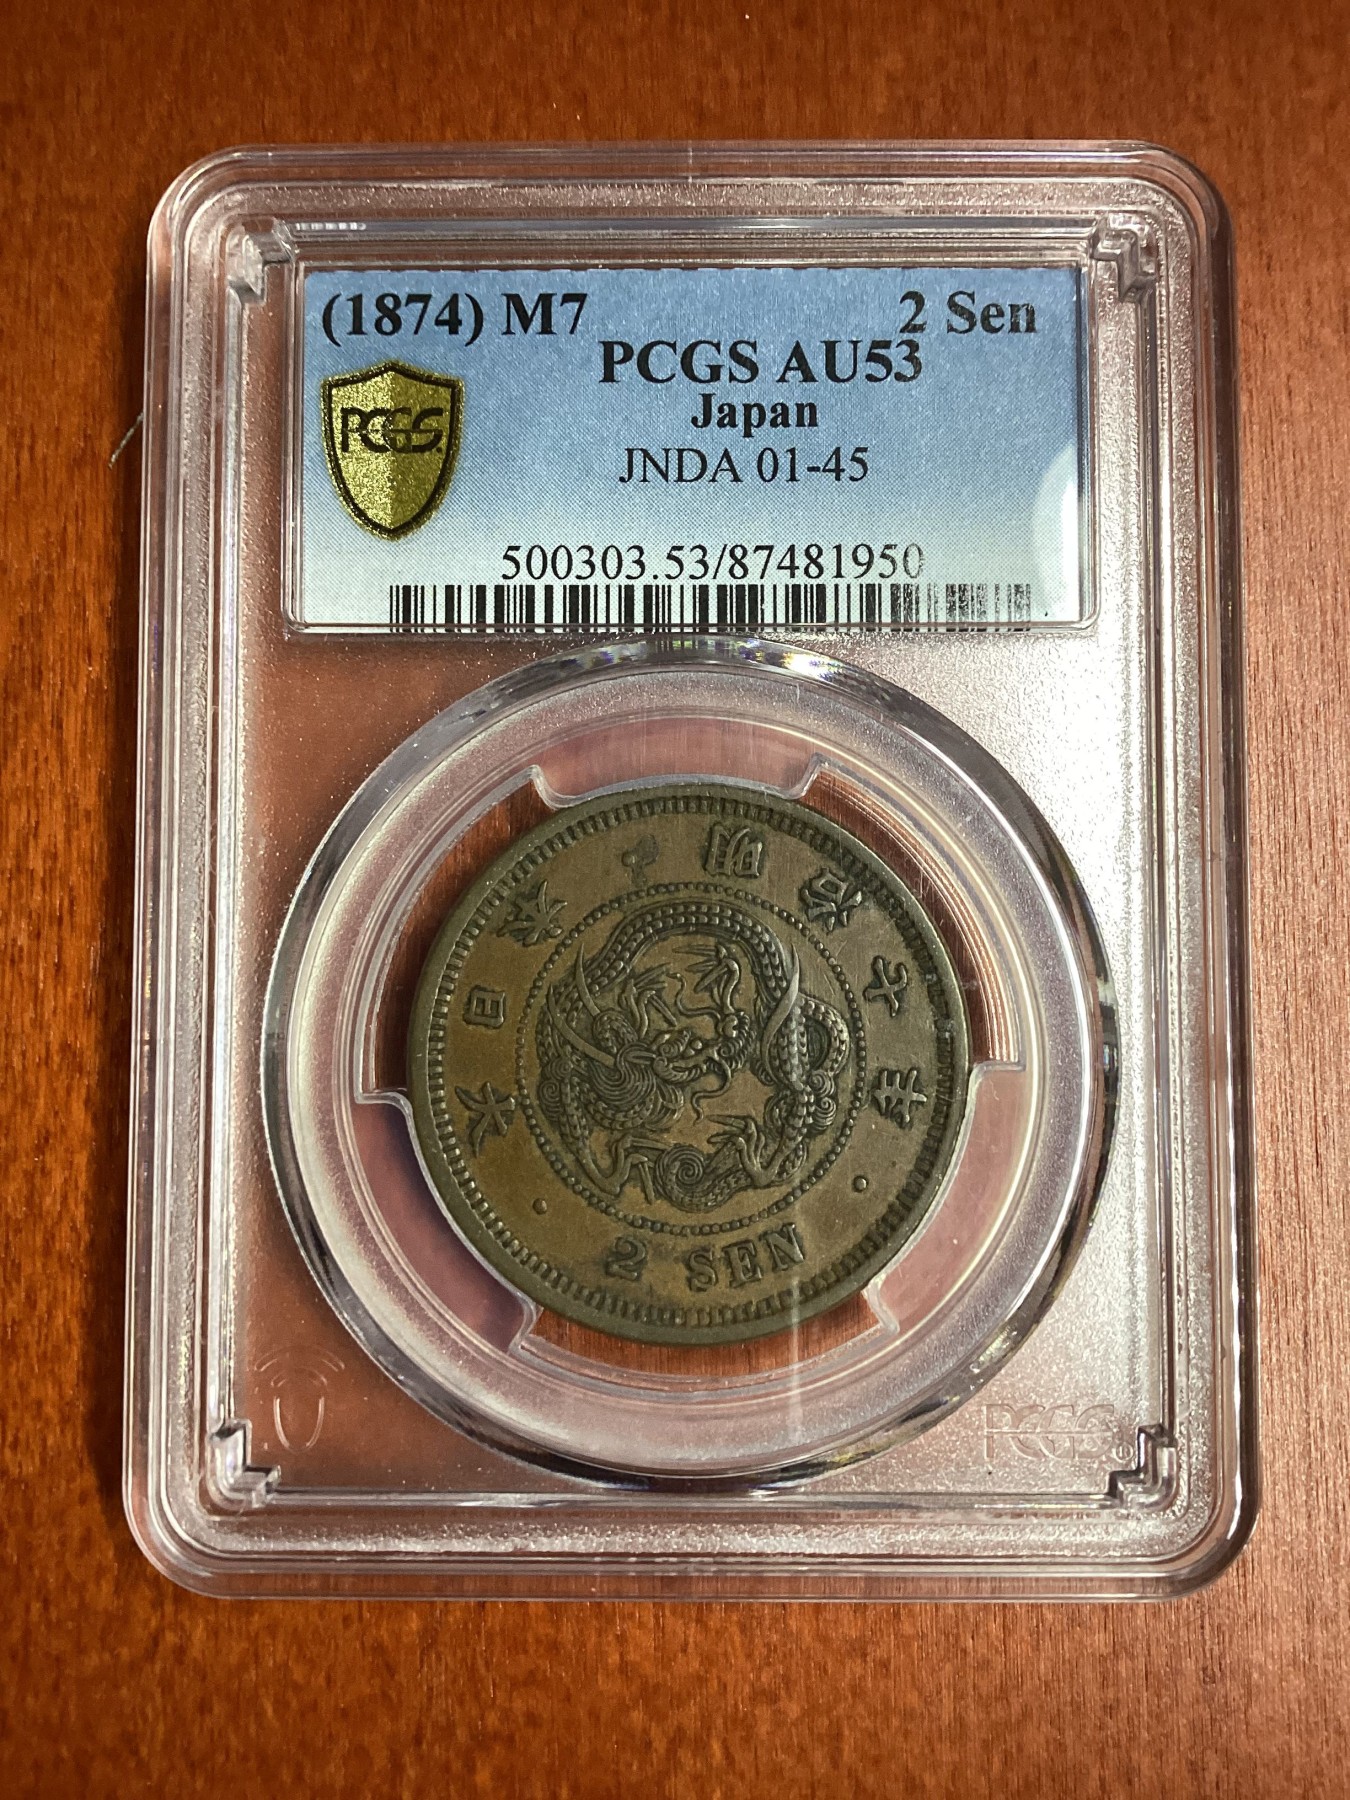 (1874) M7 2 Sen
PCGS AU53
Japan
JNDA 01-45
PCGS
500303.53/87481950
大日本・明治七年
2 SEN
PCGS